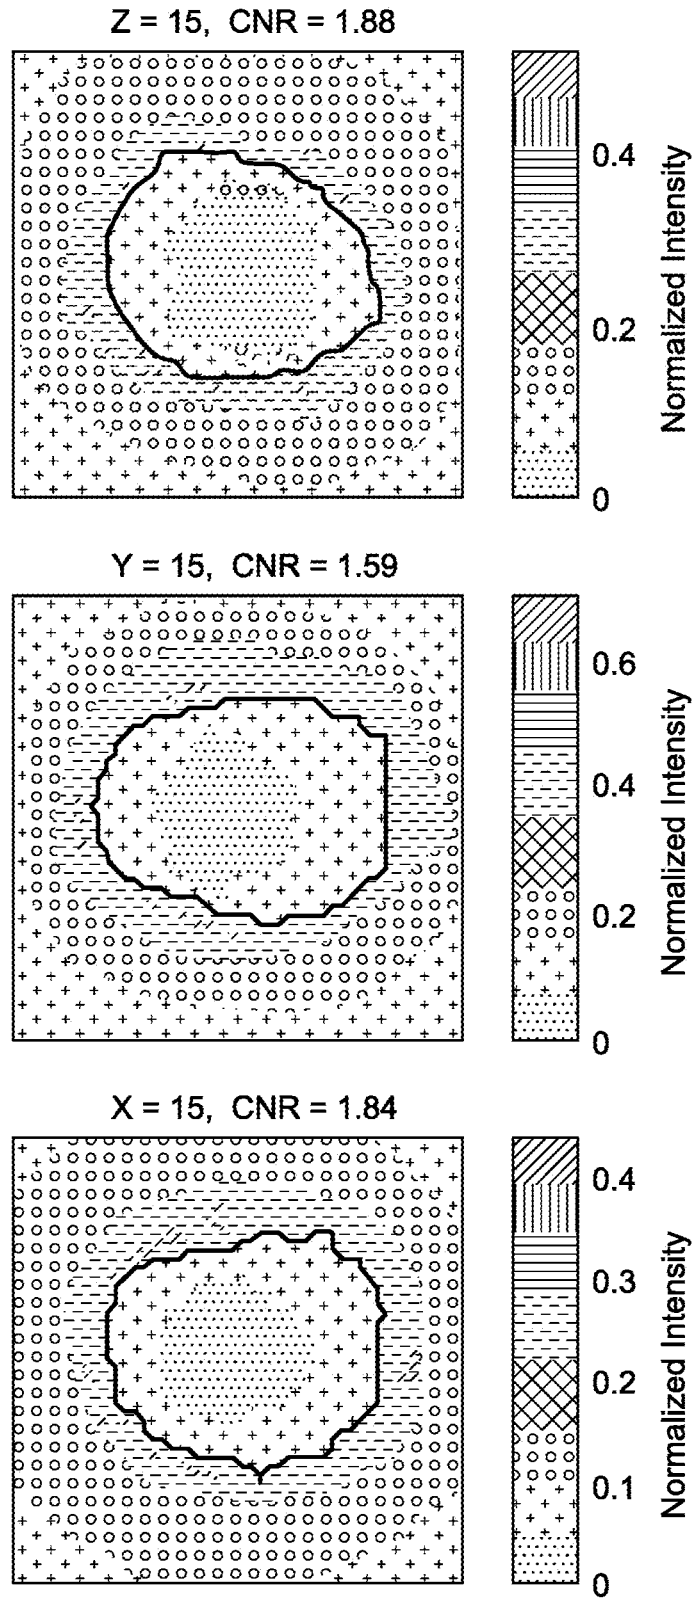 Z = 15, CNR = 1.88
0.4
0.2
0
Normalized Intensity
Y = 15, CNR = 1.59
0.6
0.4
0.2
0
Normalized Intensity
X = 15, CNR = 1.84
0.4
0.3
0.2
0.1
0
Normalized Intensity